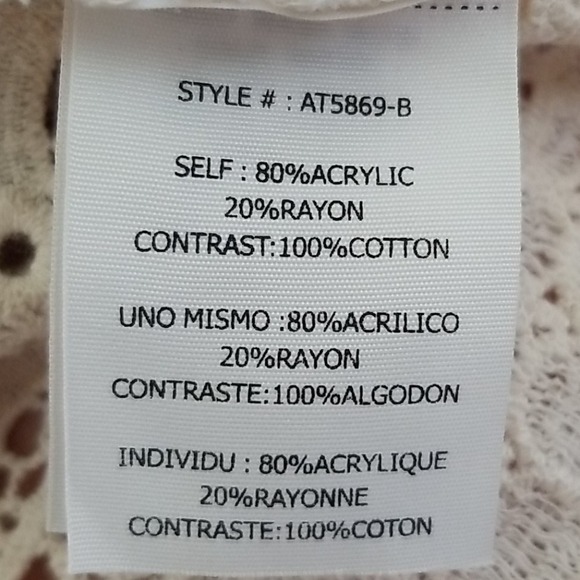 STYLE # : AT5869-B
SELF : 80%ACRYLIC
20%RAYON
CONTRAST:100%COTTON
UNO MISMO :80%ACRILICO
20%RAYON
CONTRASTE:100%ALGODON
INDIVIDU : 80%ACRYLIQUE
20%RAYONNE
CONTRASTE:100%COTON